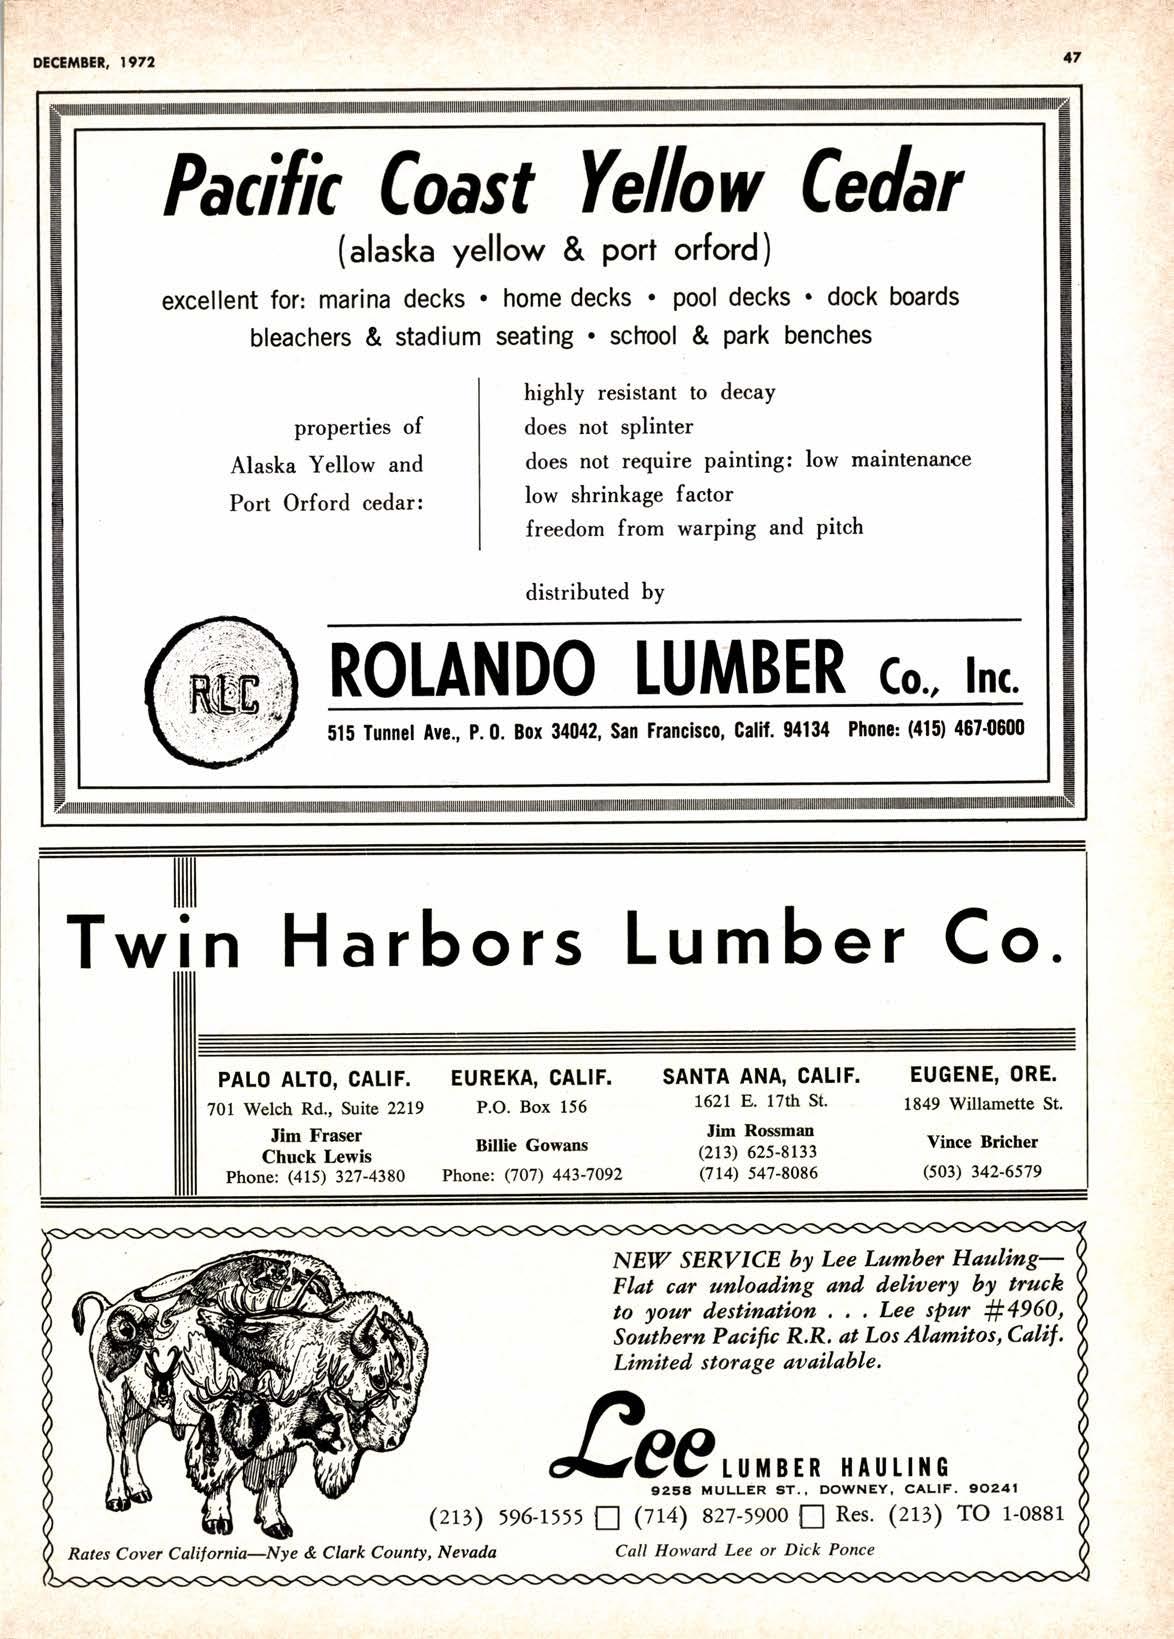 DECEMBER, 1972
47
Pacific Coast Yellow Cedar
(alaska yellow & port orford)
excellent for: marina decks • home decks • pool decks • dock boards
bleachers & stadium seating • school & park benches
properties of
Alaska Yellow and
Port Orford cedar:
highly resistant to decay
does not splinter
does not require painting: low maintenance
low shrinkage factor
freedom from warping and pitch
distributed by
RLC
ROLANDO LUMBER Co., Inc.
515 Tunnel Ave., P. O. Box 34042, San Francisco, Calif. 94134 Phone: (415) 467-0600
Twin Harbors Lumber Co.
PALO ALTO, CALIF.
701 Welch Rd., Suite 2219
Jim Fraser
Chuck Lewis
Phone: (415) 327-4380
EUREKA, CALIF.
P.O. Box 156
Billie Gowans
Phone: (707) 443-7092
SANTA ANA, CALIF.
1621 E. 17th St.
Jim Rossman
(213) 625-8133
(714) 547-8086
EUGENE, ORE.
1849 Willamette St.
Vince Bricher
(503) 342-6579
NEW SERVICE by Lee Lumber Hauling—
Flat car unloading and delivery by truck
to your destination . . . Lee spur #4960,
Southern Pacific R.R. at Los Alamitos, Calif.
Limited storage available.
Lee LUMBER HAULING
9258 MULLER ST., DOWNEY, CALIF. 90241
(213) 596-1555 □ (714) 827-5900 □ Res. (213) TO 1-0881
Rates Cover California—Nye & Clark County, Nevada
Call Howard Lee or Dick Ponce